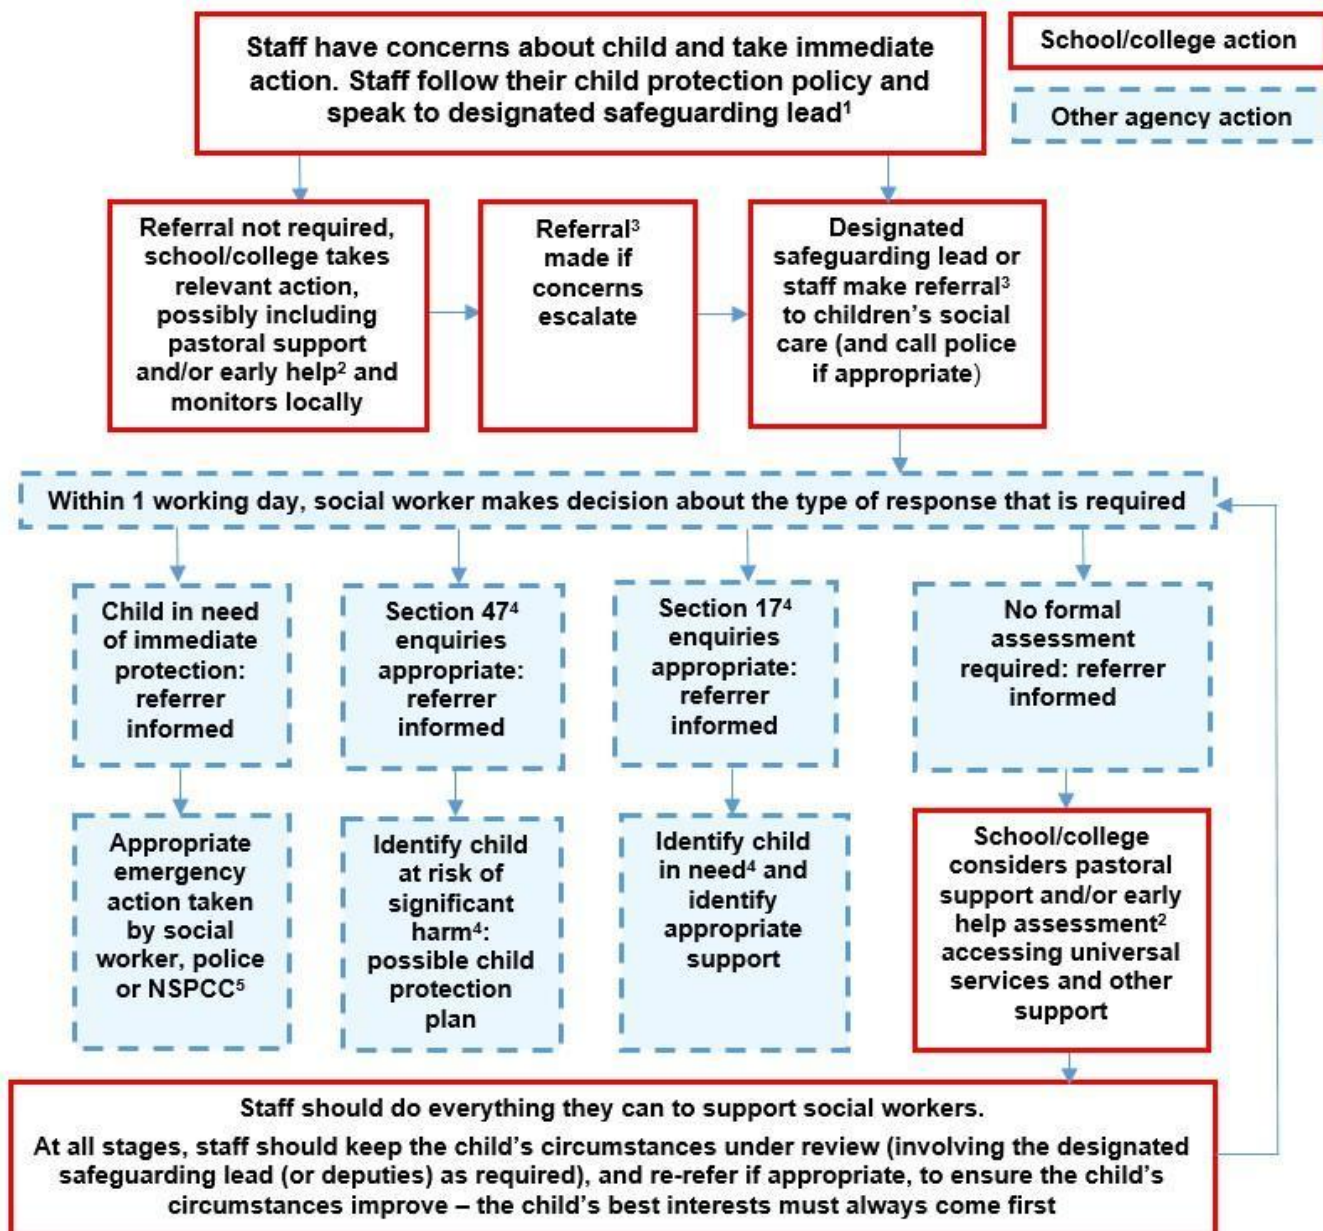 Staff have concerns about child and take immediate
action. Staff follow their child protection policy and
speak to designated safeguarding lead¹
School/college action
Other agency action
Referral not required,
school/college takes
relevant action,
possibly including
pastoral support
and/or early help² and
monitors locally
Referral³
made if
concerns
escalate
Designated
safeguarding lead or
staff make referral³
to children’s social
care (and call police
if appropriate)
Within 1 working day, social worker makes decision about the type of response that is required
Child in need
of immediate
protection:
referrer
informed
Section 47⁴
enquiries
appropriate:
referrer
informed
Section 17⁴
enquiries
appropriate:
referrer
informed
No formal
assessment
required: referrer
informed
Appropriate
emergency
action taken
by social
worker, police
or NSPCC⁵
Identify child
at risk of
significant
harm⁴:
possible child
protection
plan
Identify child
in need⁴ and
identify
appropriate
support
School/college
considers pastoral
support and/or early
help assessment²
accessing universal
services and other
support
Staff should do everything they can to support social workers.
At all stages, staff should keep the child’s circumstances under review (involving the designated
safeguarding lead (or deputies) as required), and re-refer if appropriate, to ensure the child’s
circumstances improve – the child’s best interests must always come first